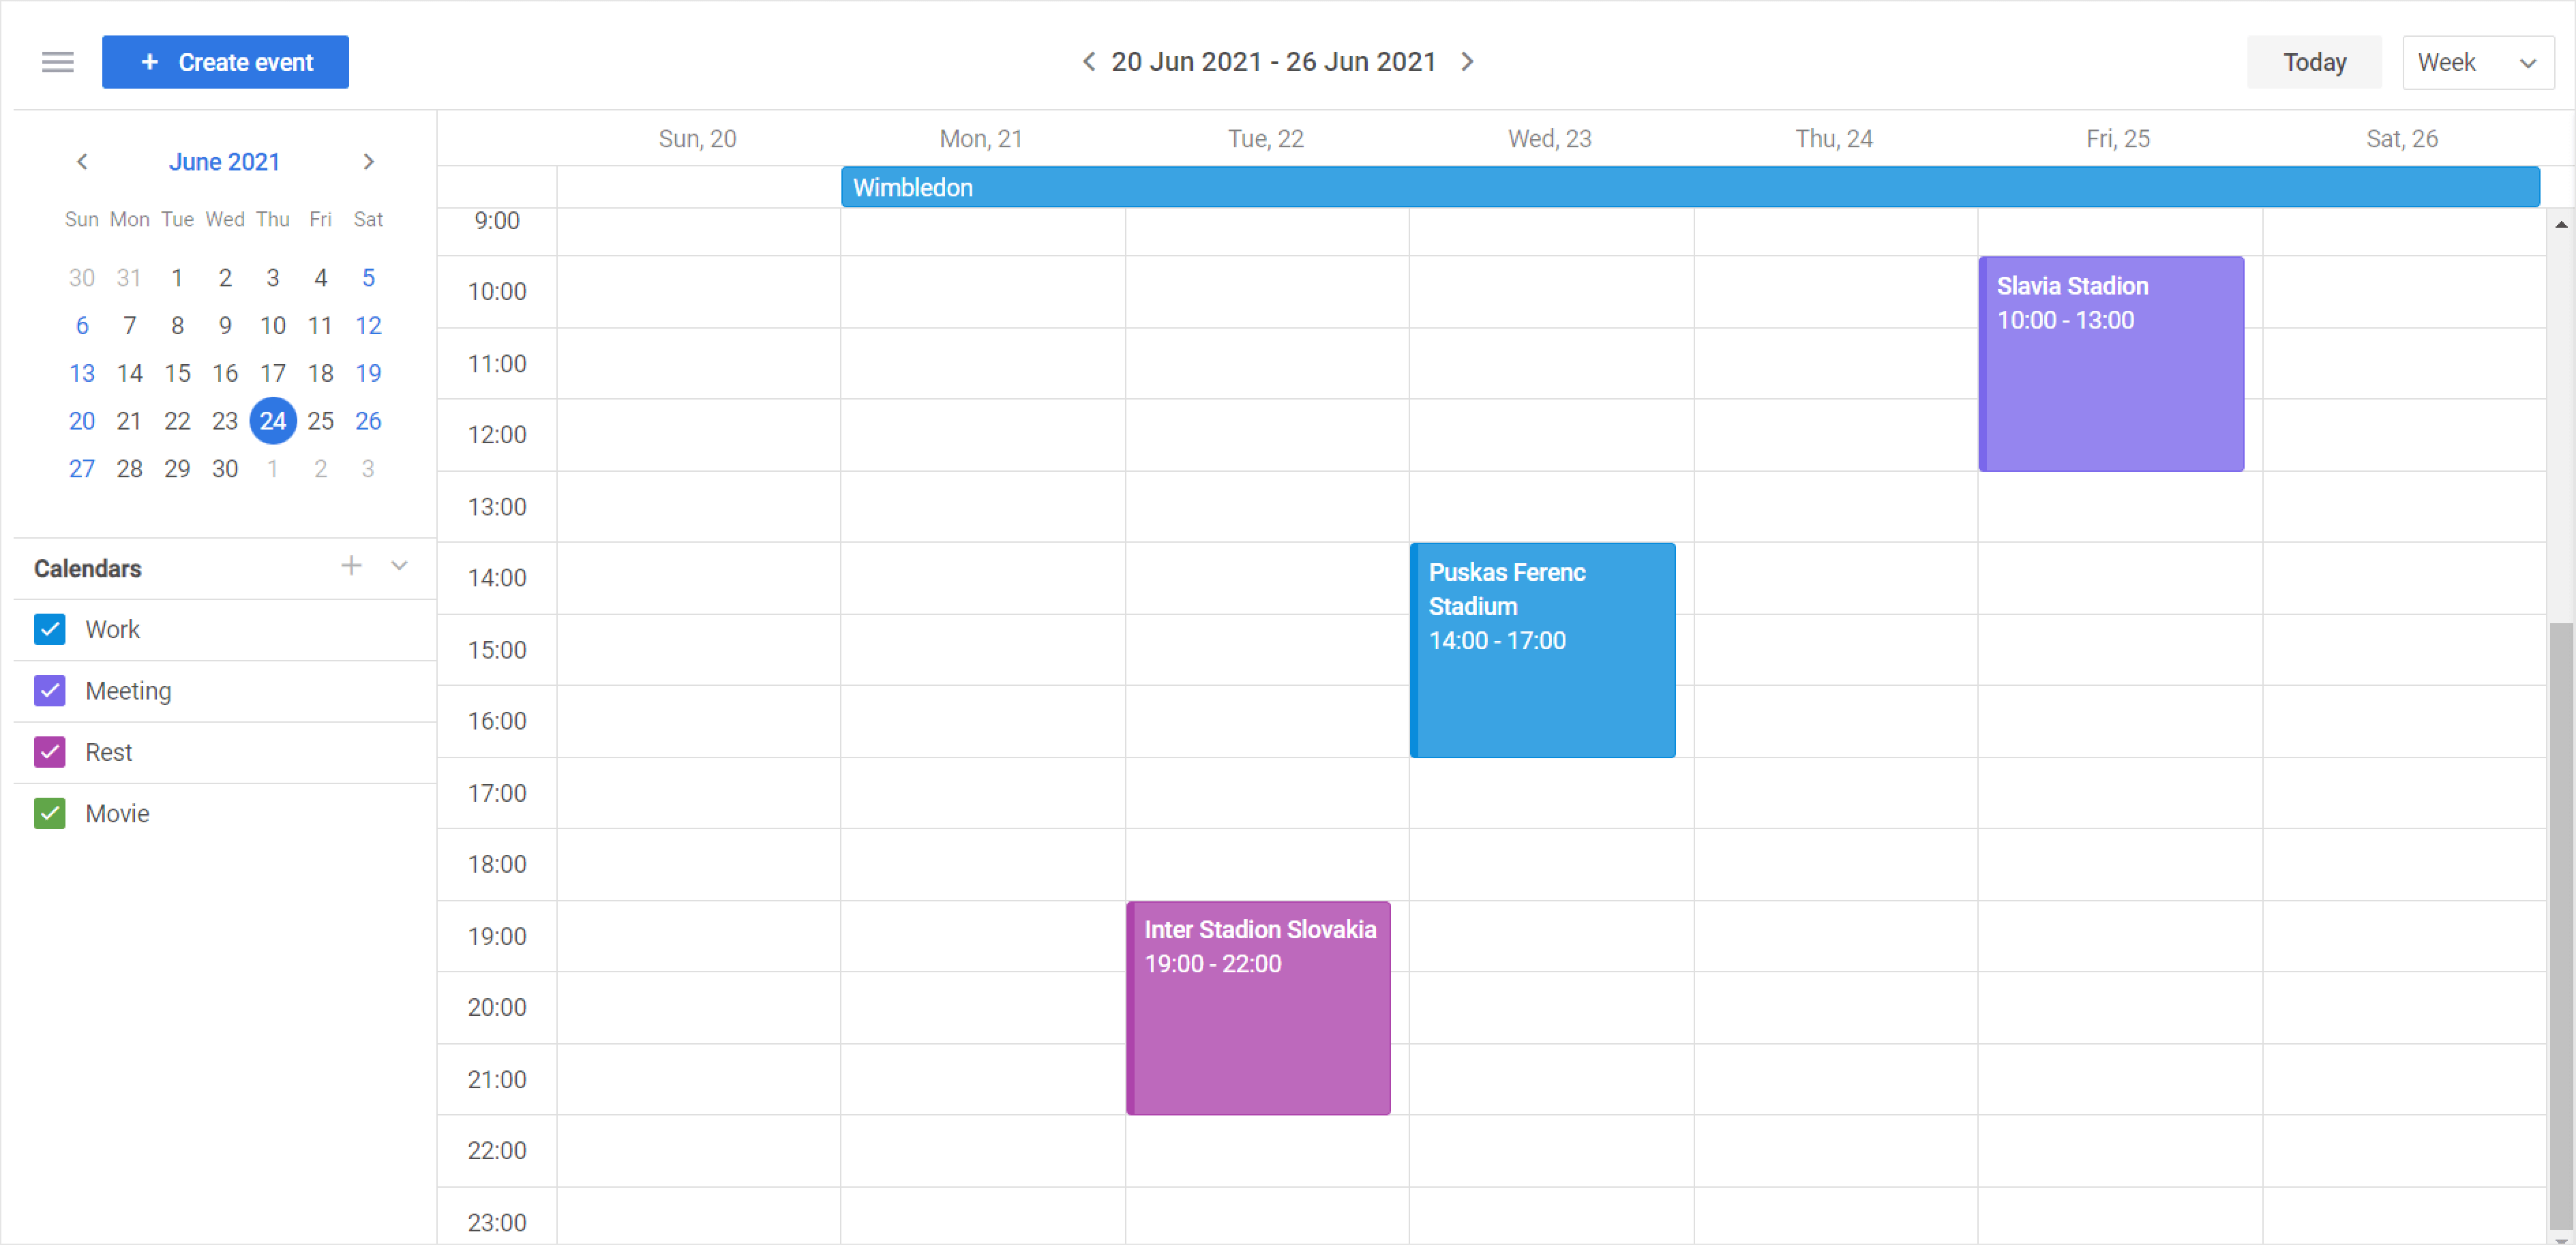 + Create event
20 Jun 2021 - 26 Jun 2021
Today
Week
June 2021
Sun Mon Tue Wed Thu Fri Sat
30 31 1 2 3 4 5
6 7 8 9 10 11 12
13 14 15 16 17 18 19
20 21 22 23 24 25 26
27 28 29 30 1 2 3
Calendars
Work
Meeting
Rest
Movie
Sun, 20
Mon, 21
Tue, 22
Wed, 23
Thu, 24
Fri, 25
Sat, 26
Wimbledon
9:00
10:00
11:00
12:00
13:00
14:00
15:00
16:00
17:00
18:00
19:00
20:00
21:00
22:00
23:00
Inter Stadion Slovakia
19:00 - 22:00
Puskas Ferenc
Stadium
14:00 - 17:00
Slavia Stadion
10:00 - 13:00